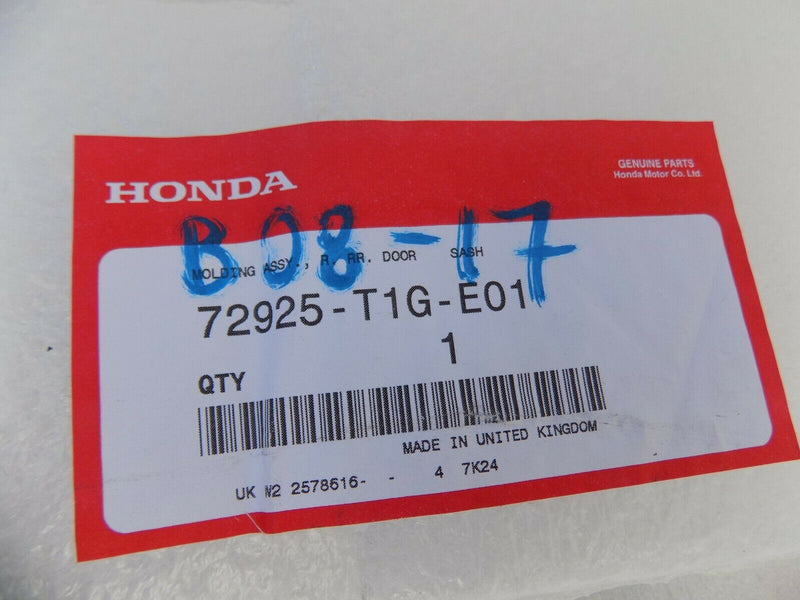 HONDA
GENUINE PARTS
Honda Motor Co. Ltd.
B08-17
MOLDING ASSY., R. RR. DOOR SASH
72925-T1G-E01
1
QTY
MADE IN UNITED KINGDOM
UK W2 2578616- - 4 7K24